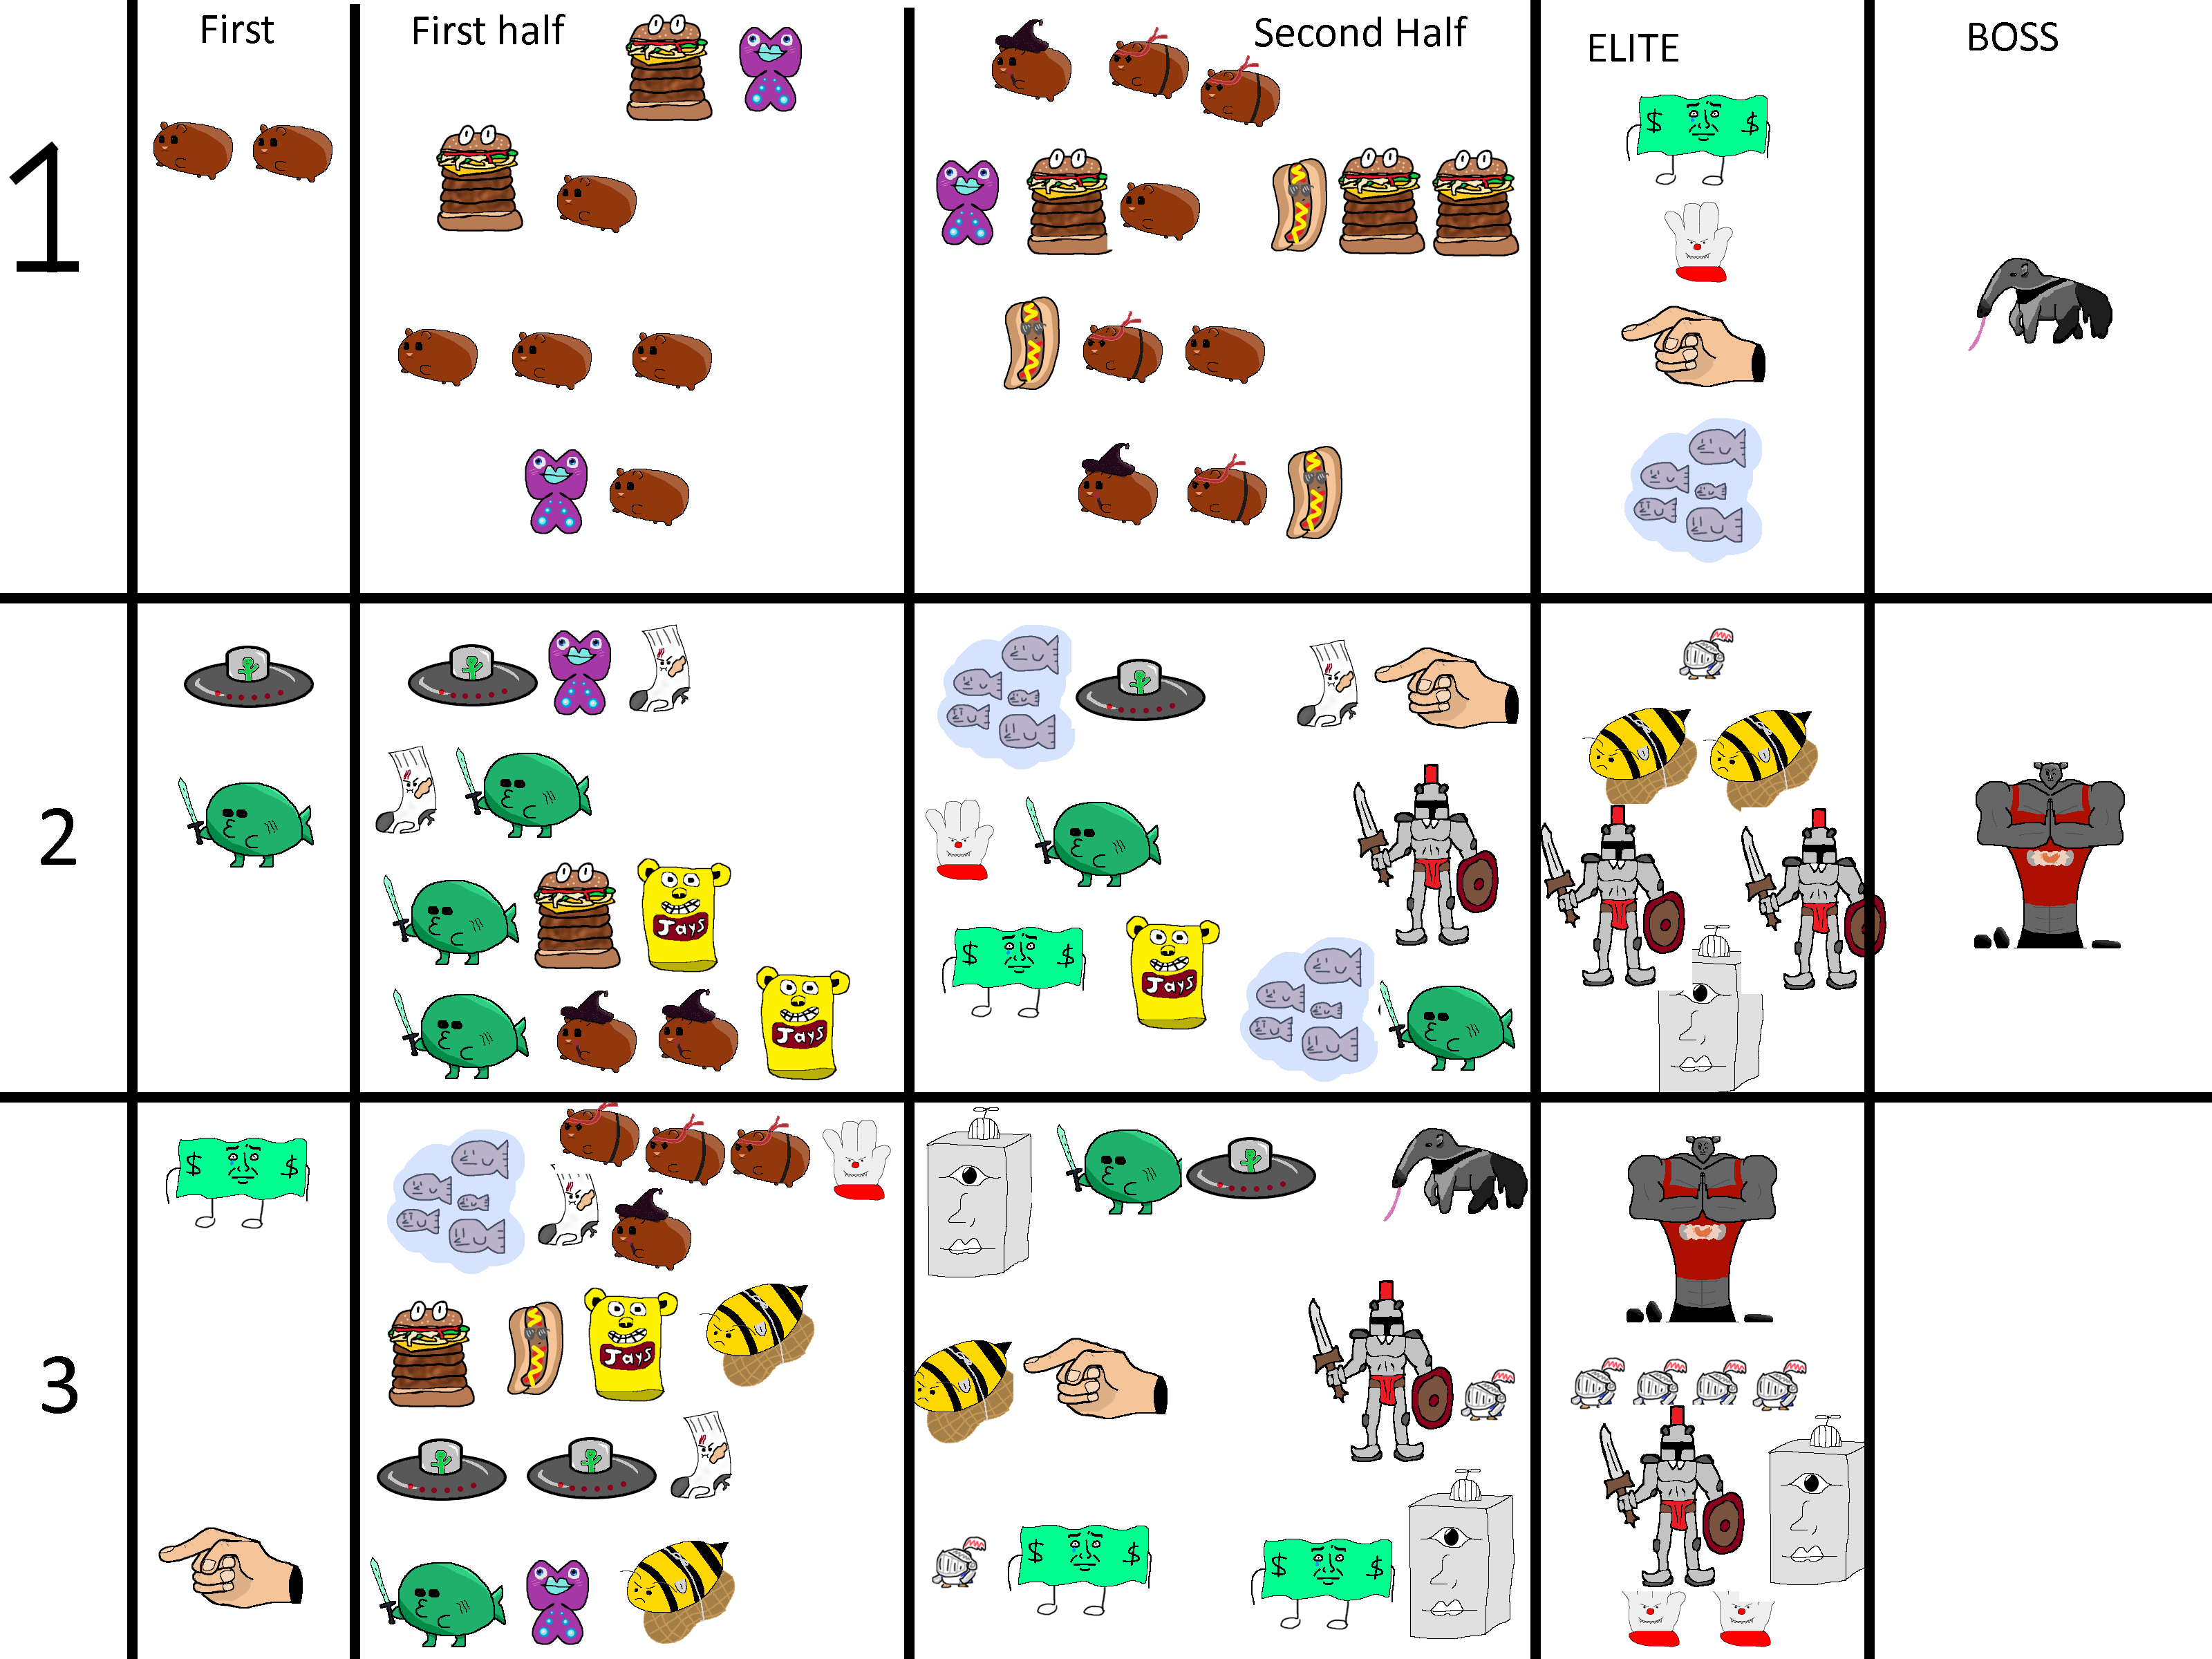 First
First half
Second Half
ELITE
BOSS
1
$ $
2
Jays
Jays
$ $
Jays
3
$ $
Jays
$ $
$ $